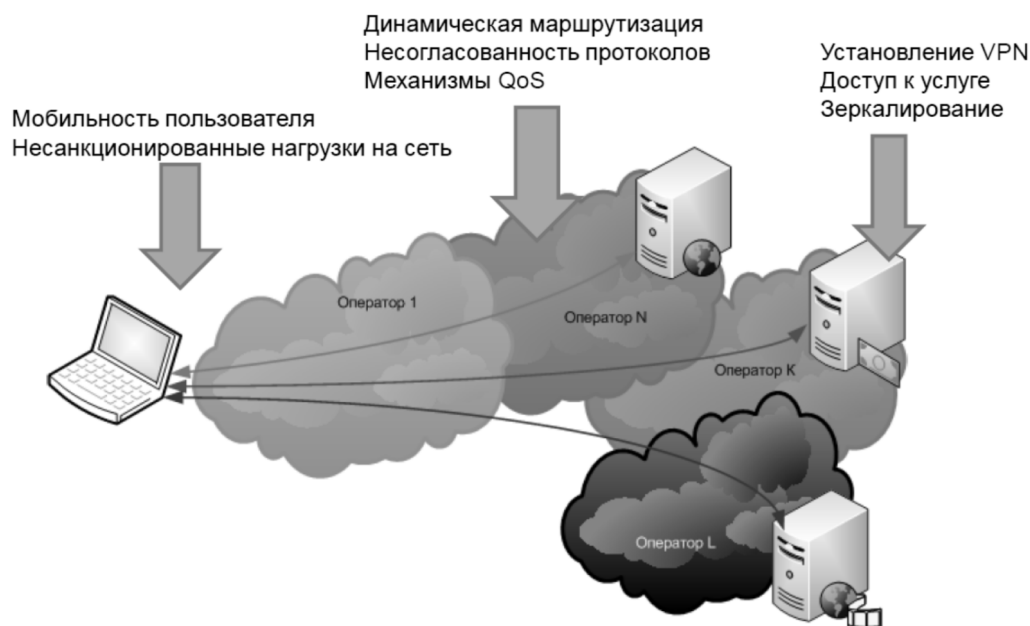 Динамическая маршрутизация
Несогласованность протоколов
Механизмы QoS
Установление VPN
Доступ к услуге
Зеркалирование
Мобильность пользователя
Несанкционированные нагрузки на сеть
Оператор 1
Оператор N
Оператор K
Оператор L